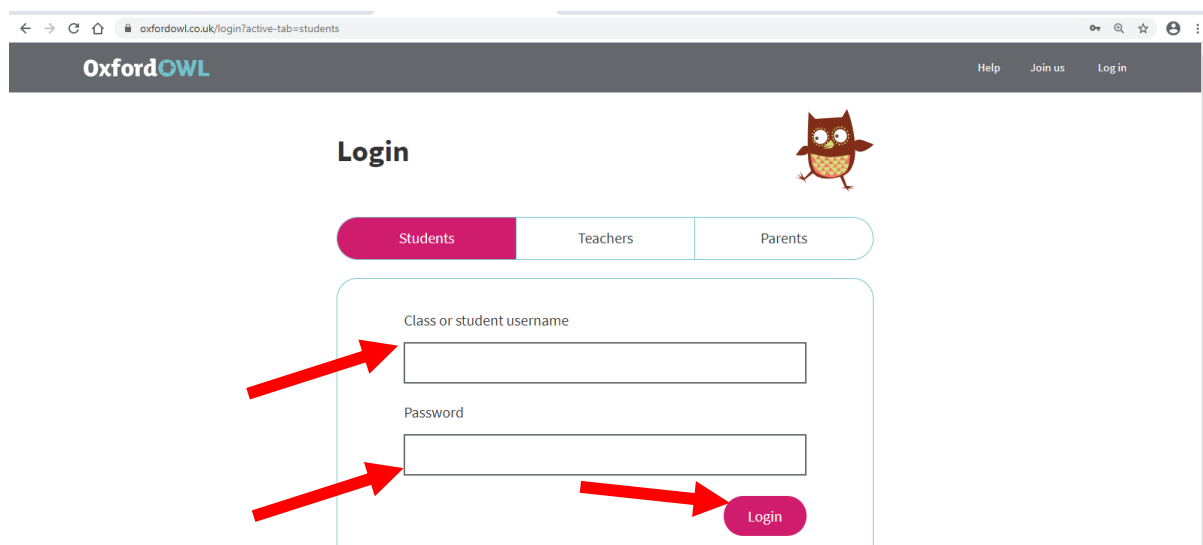 oxfordowl.co.uk/login?active-tab=students
OxfordOWL
Help Join us Log in
Login
Students Teachers Parents
Class or student username
Password
Login